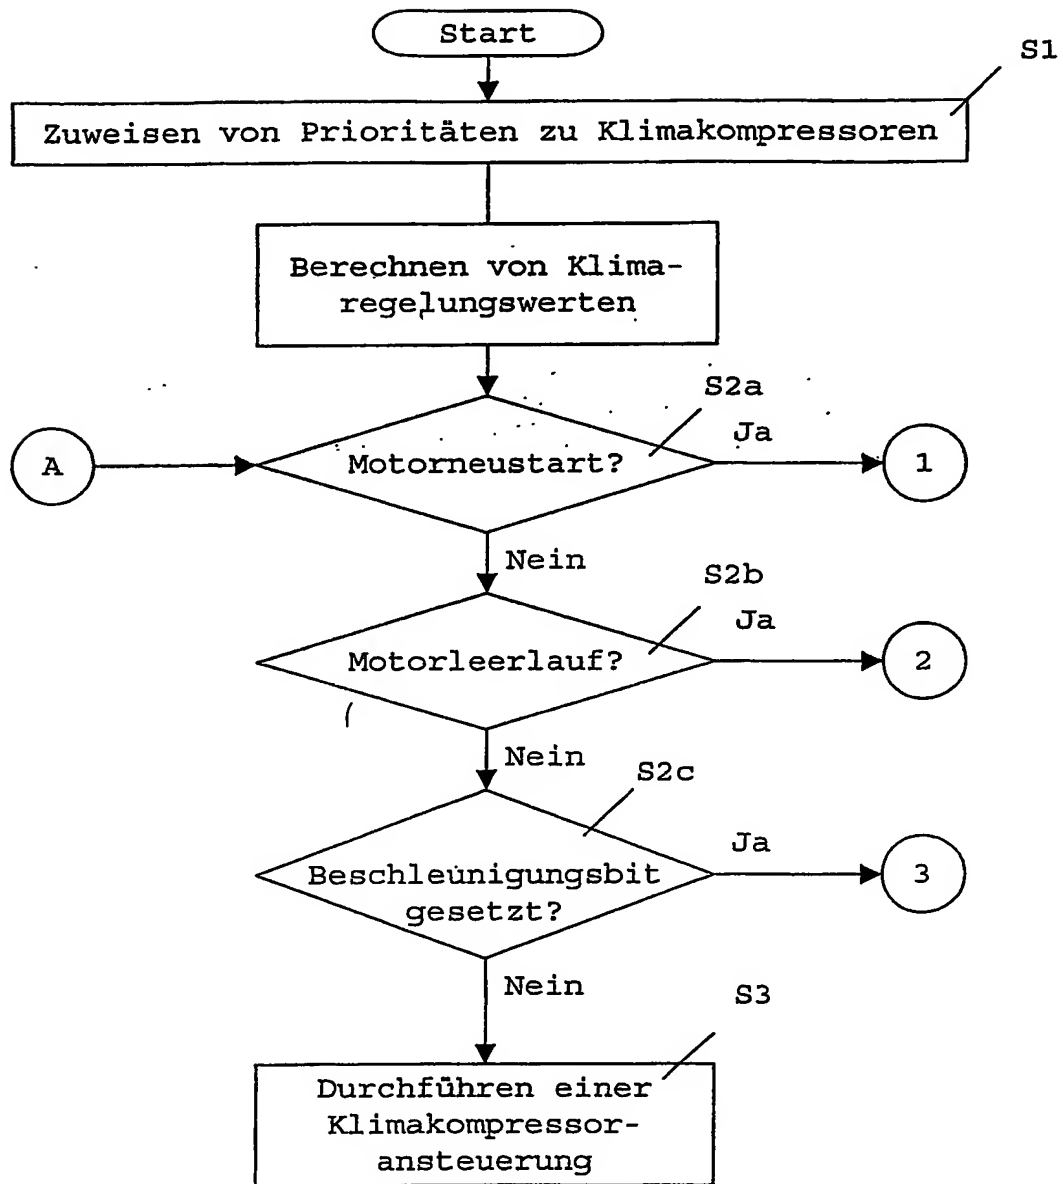 Start
S1
Zuweisen von Prioritäten zu Klimakompressoren
Berechnen von Klima-
regelungswerten
S2a
Ja
A
Motorneustart?
1
Nein
S2b
Ja
Motorleerlauf?
2
Nein
S2c
Ja
Beschleunigungsbit
gesetzt?
3
Nein
S3
Durchführen einer
Klimakompressor-
ansteuerung